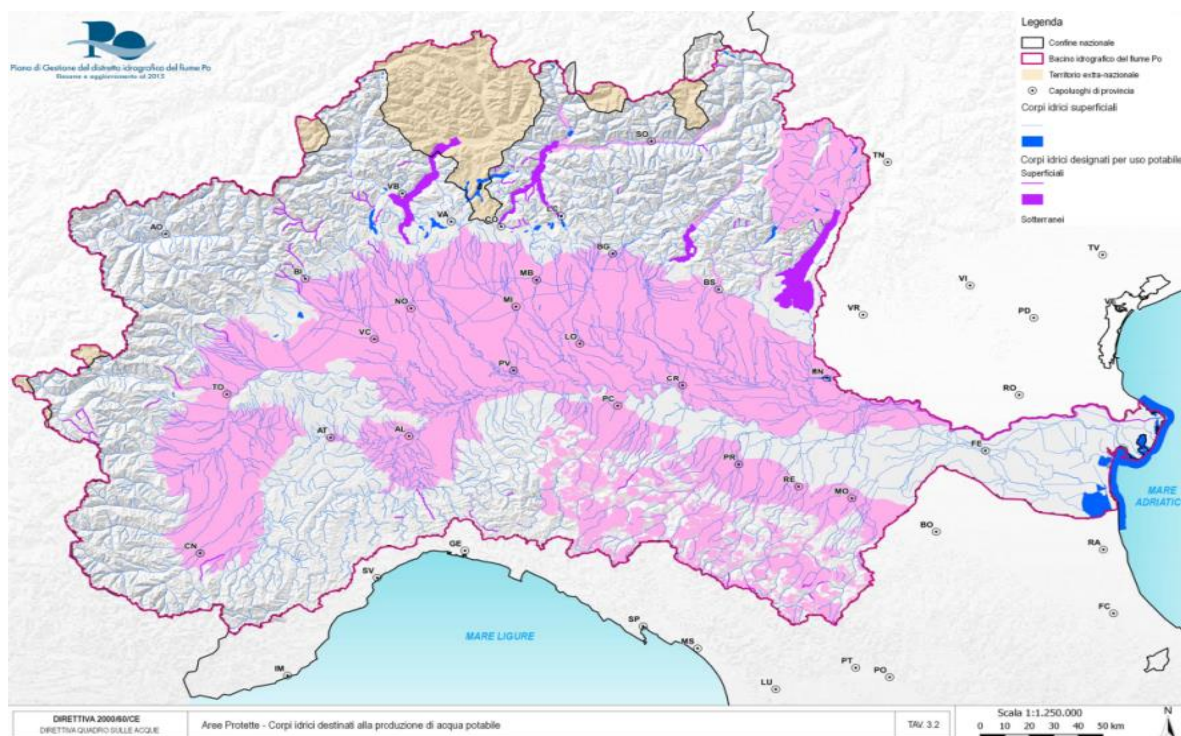 Po
Piano di Gestione del distretto idrografico del fiume Po
Riesame e aggiornamento al 2015
Legenda
Confine nazionale
Bacino idrografico del fiume Po
Territorio extra-nazionale
Capoluoghi di provincia
Corpi idrici superficiali
Corpi idrici designati per uso potabile
Superficiali
Sotterranei
SO
TN
VB
VA
CO
LC
AO
TV
BI
MB
BG
BS
VI
NO
MI
VR
PD
VE
VC
LO
PV
CR
BN
RO
TO
PC
AT
AL
FE
PR
RE
MO
MARE
ADRIATICO
BO
CN
GE
RA
SV
FC
SP
MARE LIGURE
MS
IM
PT
PO
LU
DIRETTIVA 2000/60/CE
DIRETTIVA QUADRO SULLE ACQUE
Aree Protette - Corpi idrici destinati alla produzione di acqua potabile
TAV. 3.2
Scala 1:1.250.000
0 10 20 30 40 50 km
N